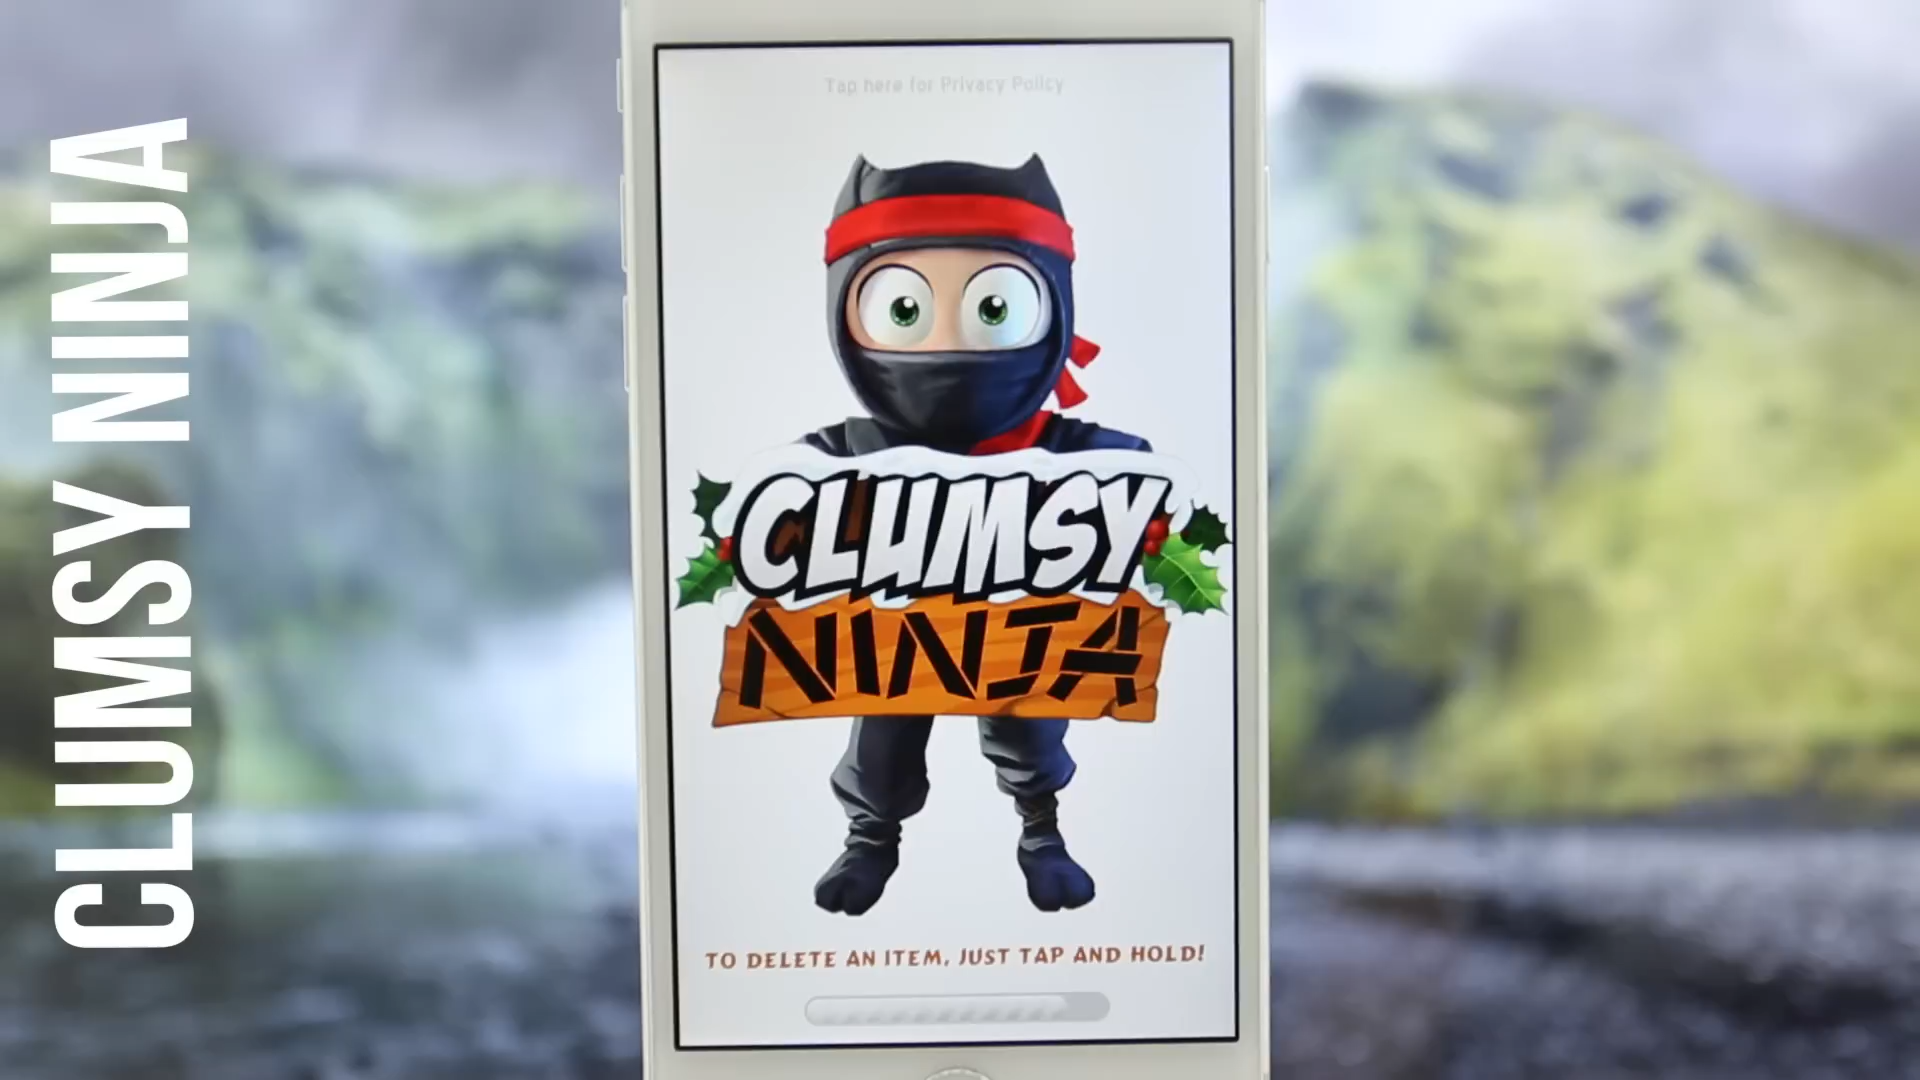 CLUMSY NINJA
Tap here for Privacy Policy
CLUMSY
NINJA
TO DELETE AN ITEM, JUST TAP AND HOLD!